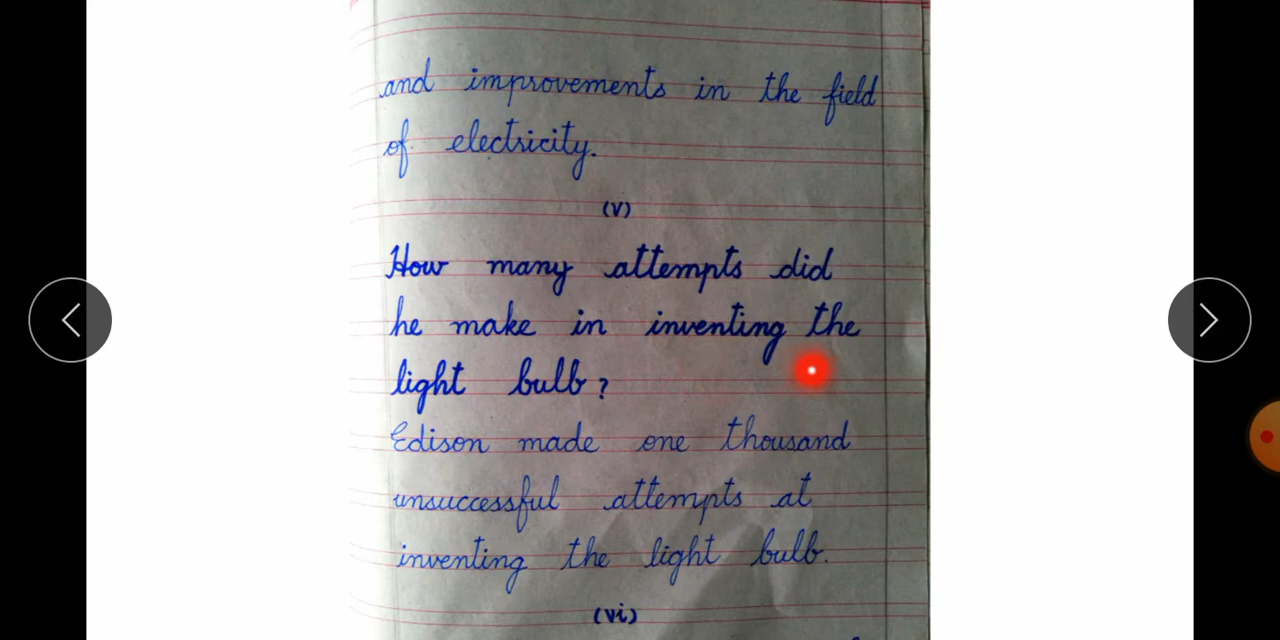 and improvements in the field
of electricity.
(v)
How many attempts did
he make in inventing the
light bulb?
Edison made one thousand
unsuccessful attempts at
inventing the light bulb.
(vi)